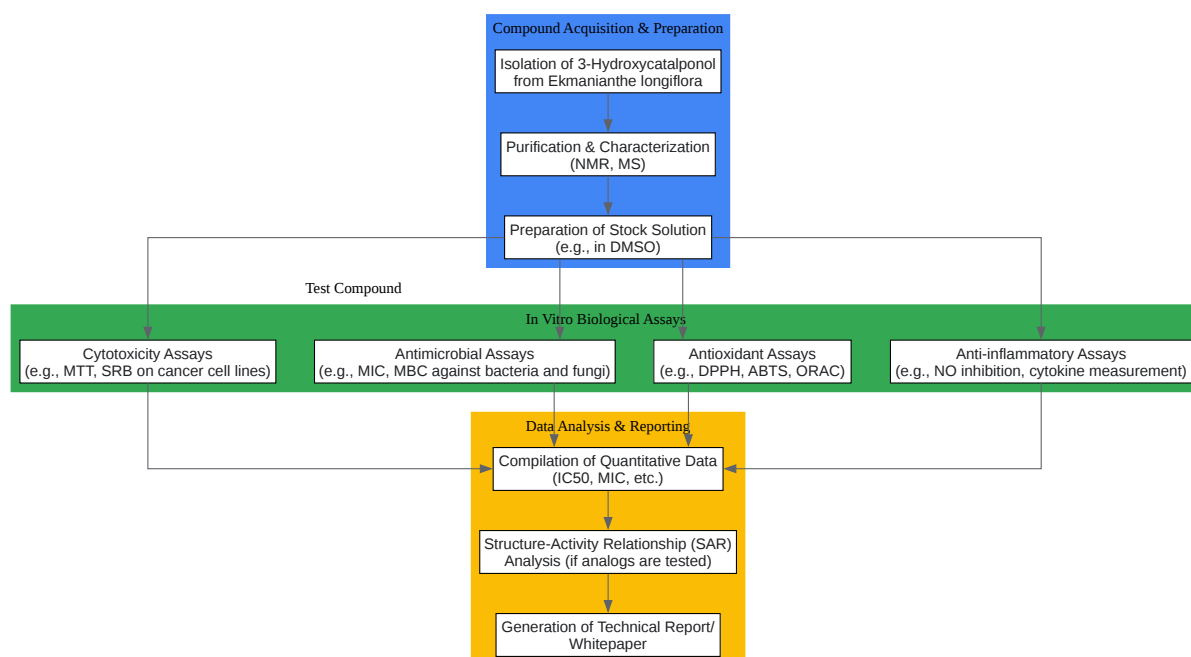 Compound Acquisition & Preparation
Isolation of 3-Hydroxycatalponol
from Ekmanianthe longiflora
Purification & Characterization
(NMR, MS)
Preparation of Stock Solution
(e.g., in DMSO)
Test Compound
In Vitro Biological Assays
Cytotoxicity Assays
(e.g., MTT, SRB on cancer cell lines)
Antimicrobial Assays
(e.g., MIC, MBC against bacteria and fungi)
Antioxidant Assays
(e.g., DPPH, ABTS, ORAC)
Anti-inflammatory Assays
(e.g., NO inhibition, cytokine measurement)
Data Analysis & Reporting
Compilation of Quantitative Data
(IC50, MIC, etc.)
Structure-Activity Relationship (SAR)
Analysis (if analogs are tested)
Generation of Technical Report/
Whitepaper